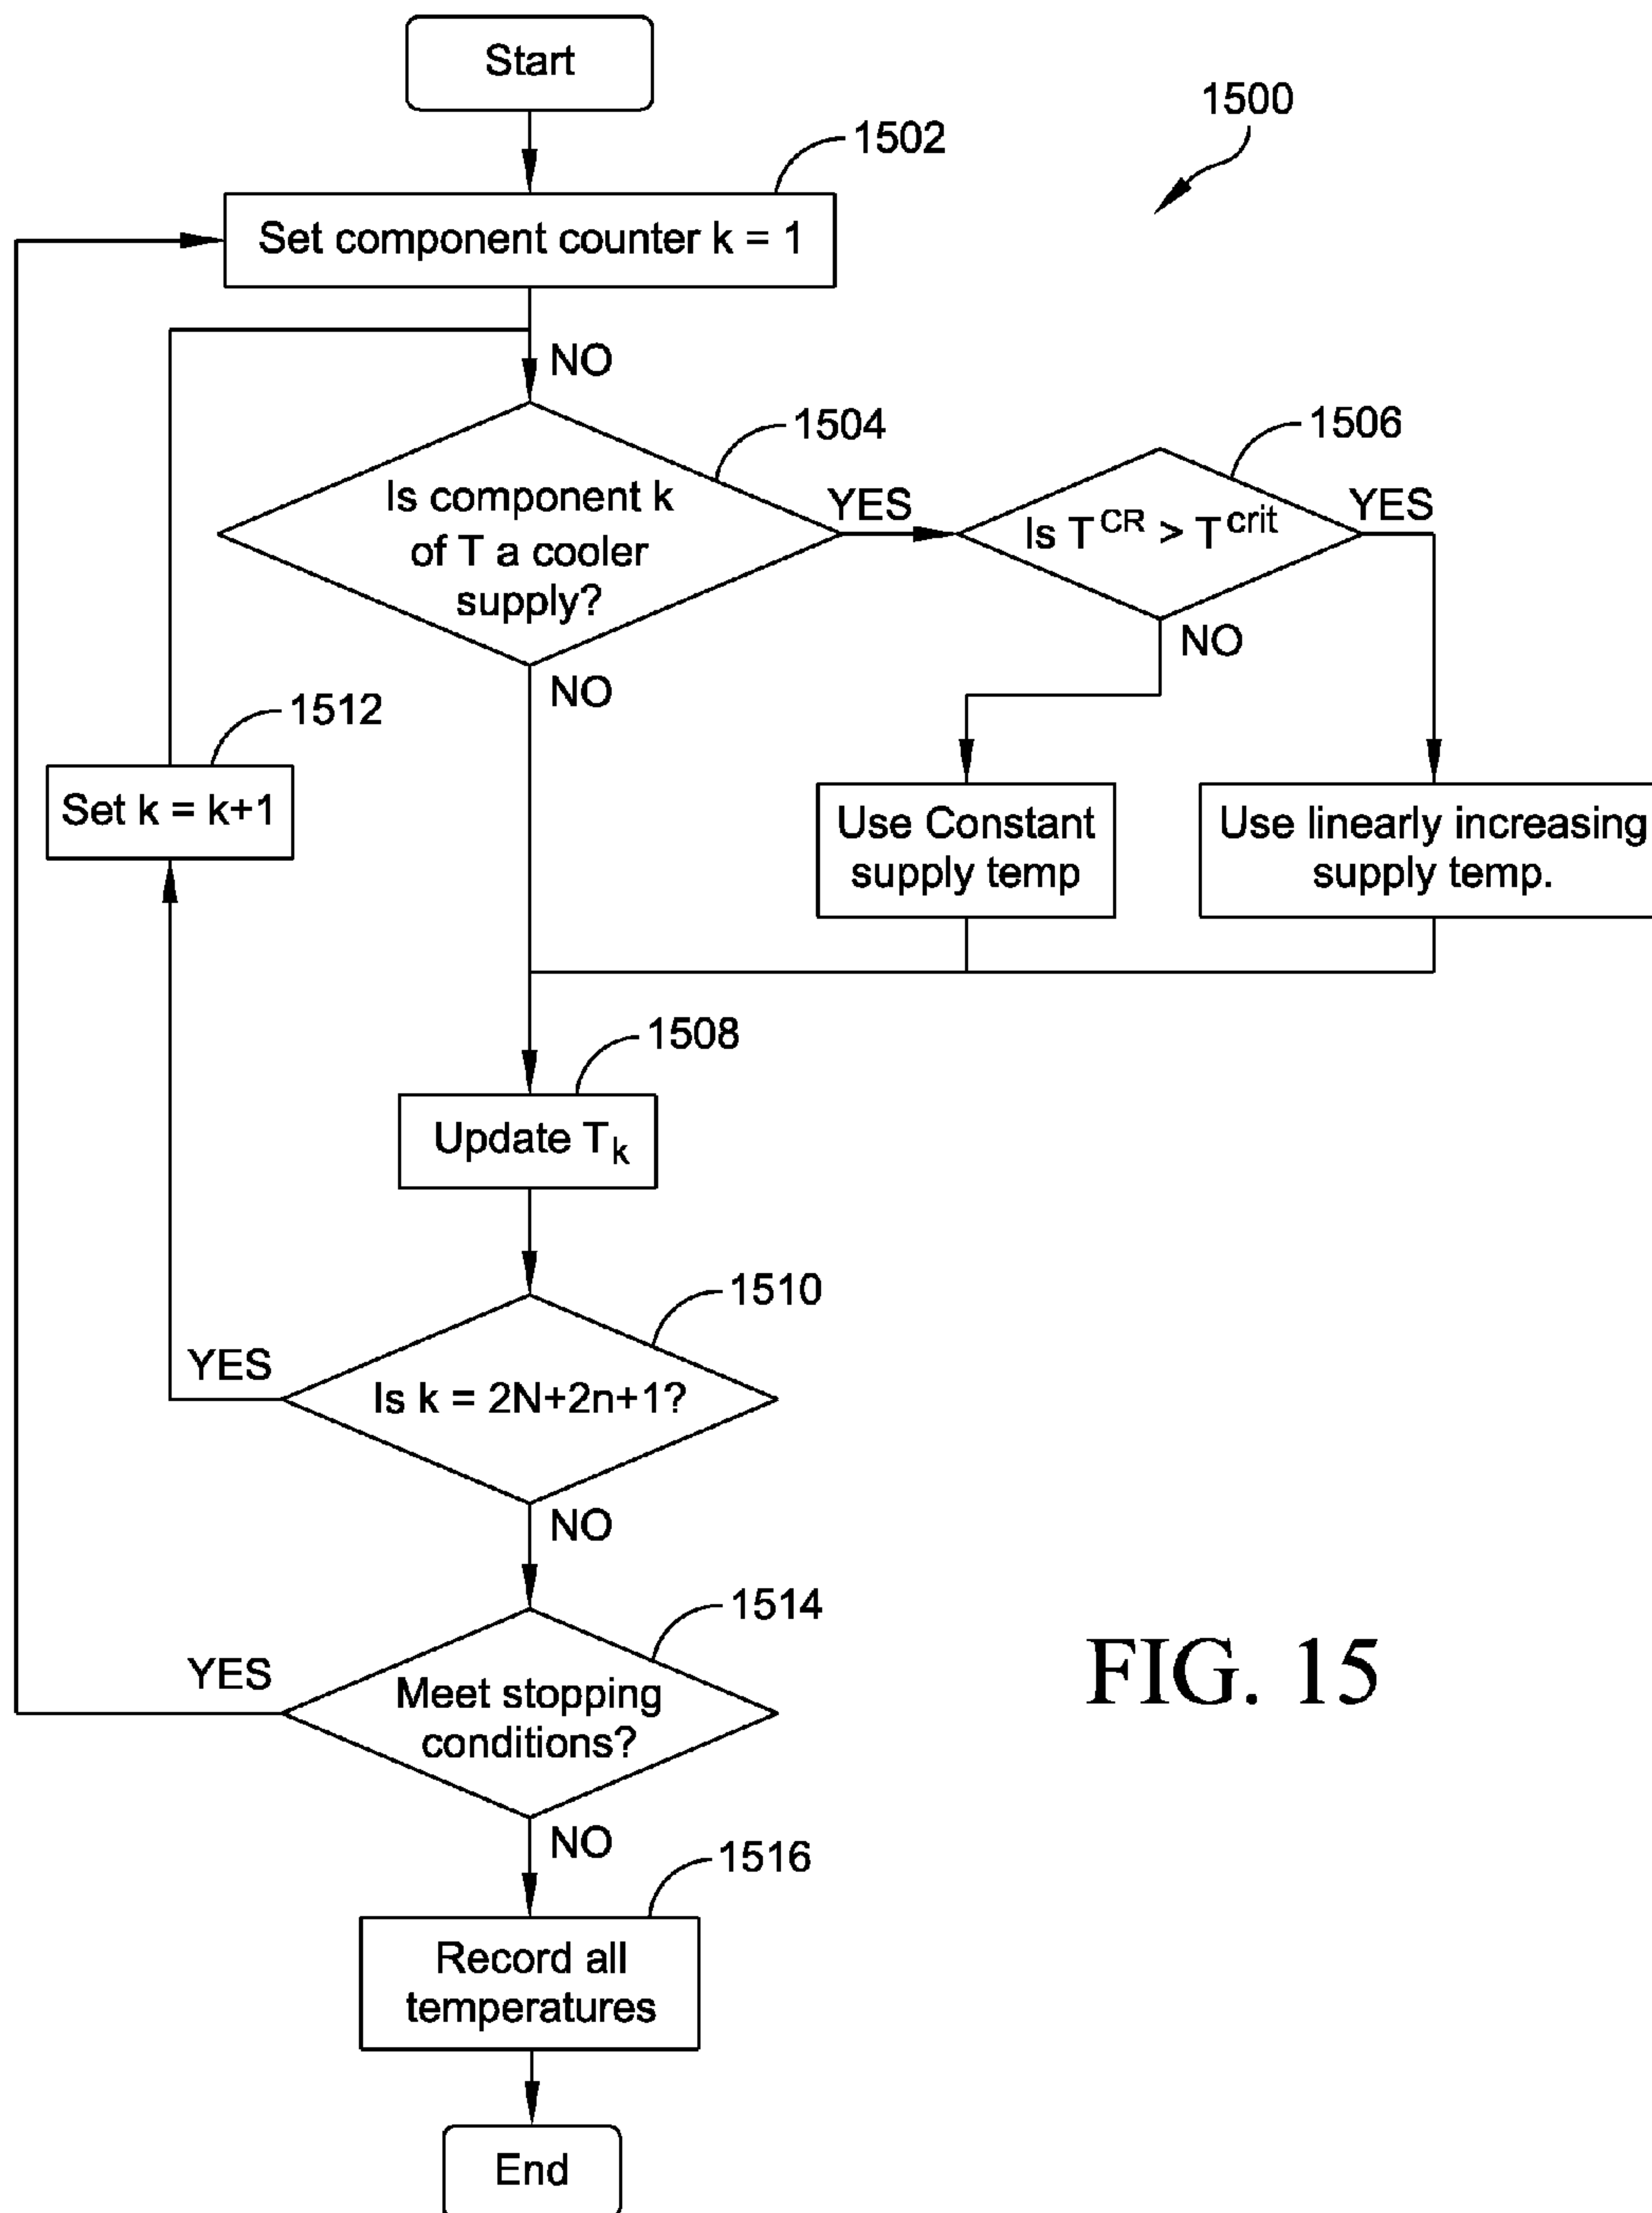 Start
1500
1502
Set component counter k = 1
NO
1504
1506
Is component k
of T a cooler
supply?
YES
Is T^CR > T^crit
YES
NO
NO
1512
Set k = k+1
Use Constant
supply temp
Use linearly increasing
supply temp.
1508
Update T_k
1510
YES
Is k = 2N+2n+1?
NO
1514
YES
Meet stopping
conditions?
FIG. 15
NO
1516
Record all
temperatures
End